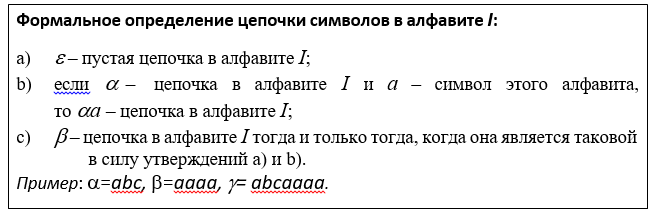 Формальное определение цепочки символов в алфавите I:
a) ε – пустая цепочка в алфавите I;
b) если α – цепочка в алфавите I и a – символ этого алфавита,
то αa – цепочка в алфавите I;
c) β – цепочка в алфавите I тогда и только тогда, когда она является таковой
в силу утверждений a) и b).
Пример: α=abc, β=aaaa, γ= abcaaaa.